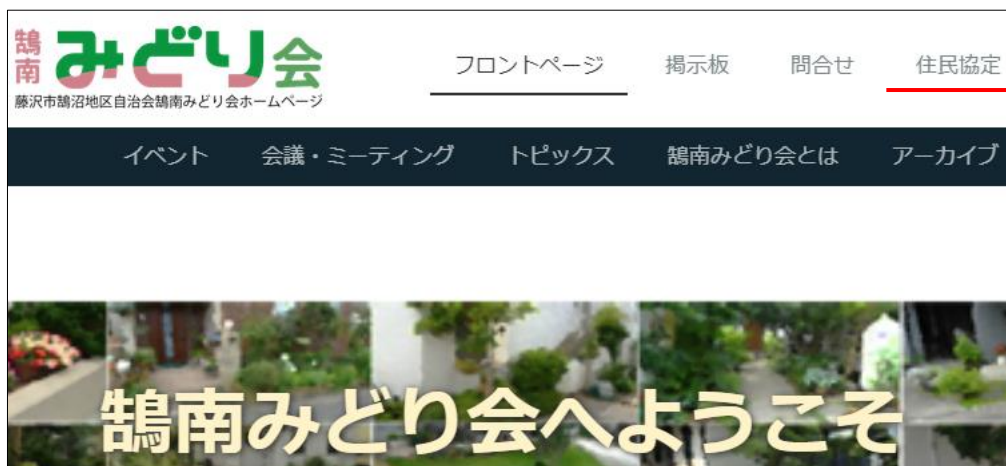 鵠南みどり会
藤沢市鵠沼地区自治会鵠南みどり会ホームページ
フロントページ 掲示板 問合せ 住民協定
イベント 会議・ミーティング トピックス 鵠南みどり会とは アーカイブ
鵠南みどり会へようこそ